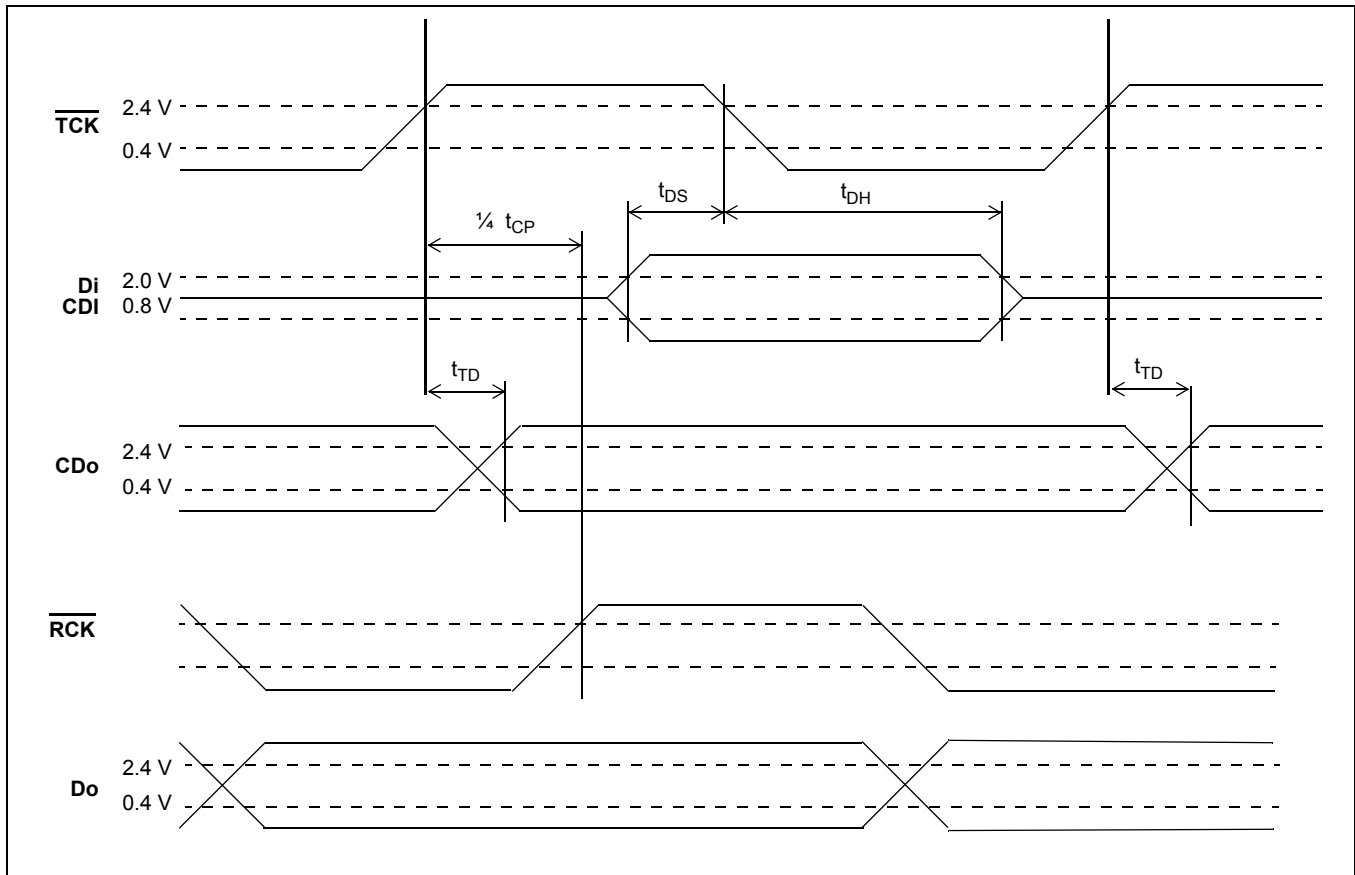 TCK
2.4 V
0.4 V
tDS
tDH
¼ tCP
Di
CDI
2.0 V
0.8 V
tTD
tTD
CDo
2.4 V
0.4 V
RCK
Do
2.4 V
0.4 V